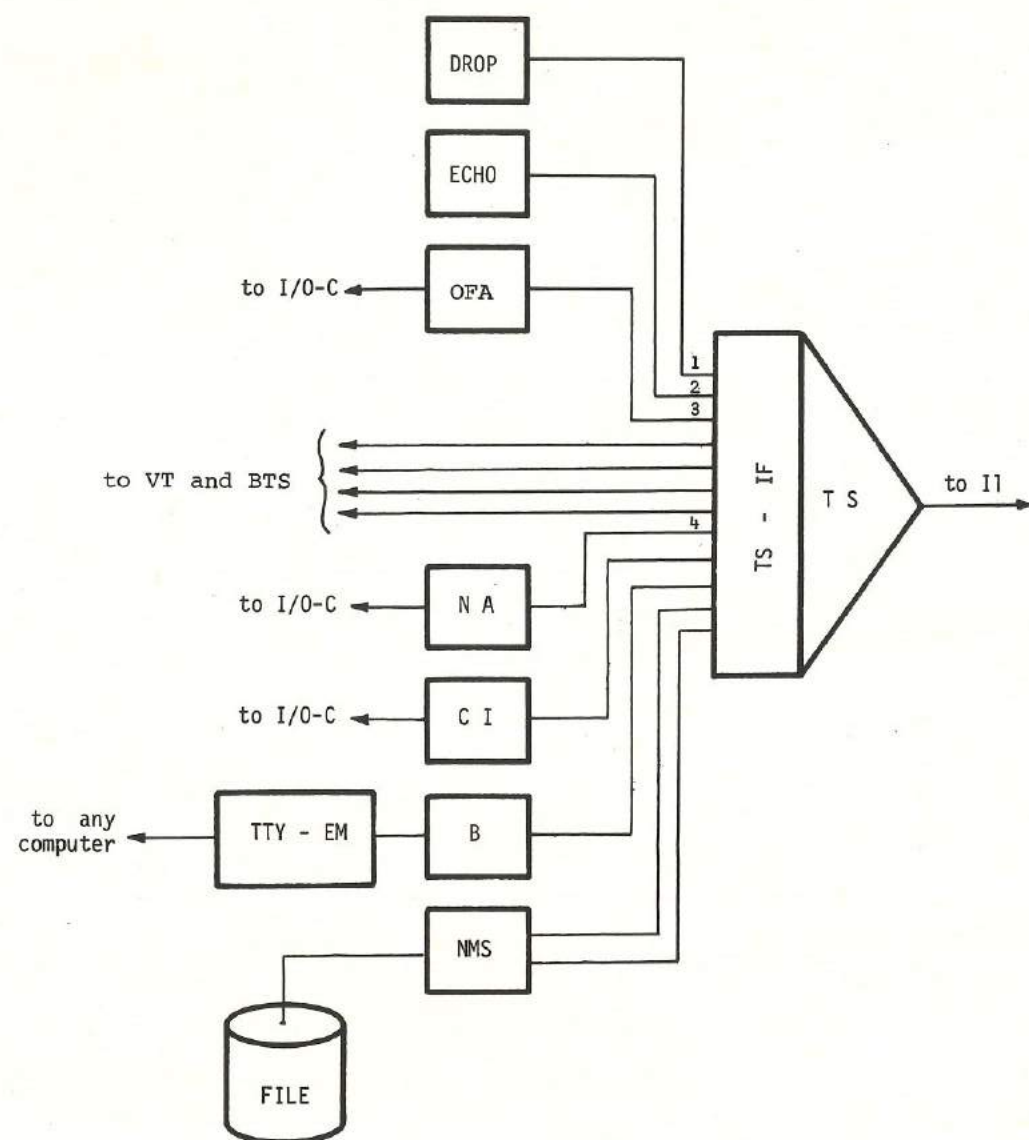 DROP
ECHO
to I/O-C
OFA
1
2
3
to VT and BTS
4
TS - IF
T S
to I1
to I/O-C
N A
to I/O-C
C I
to any
computer
TTY - EM
B
NMS
FILE